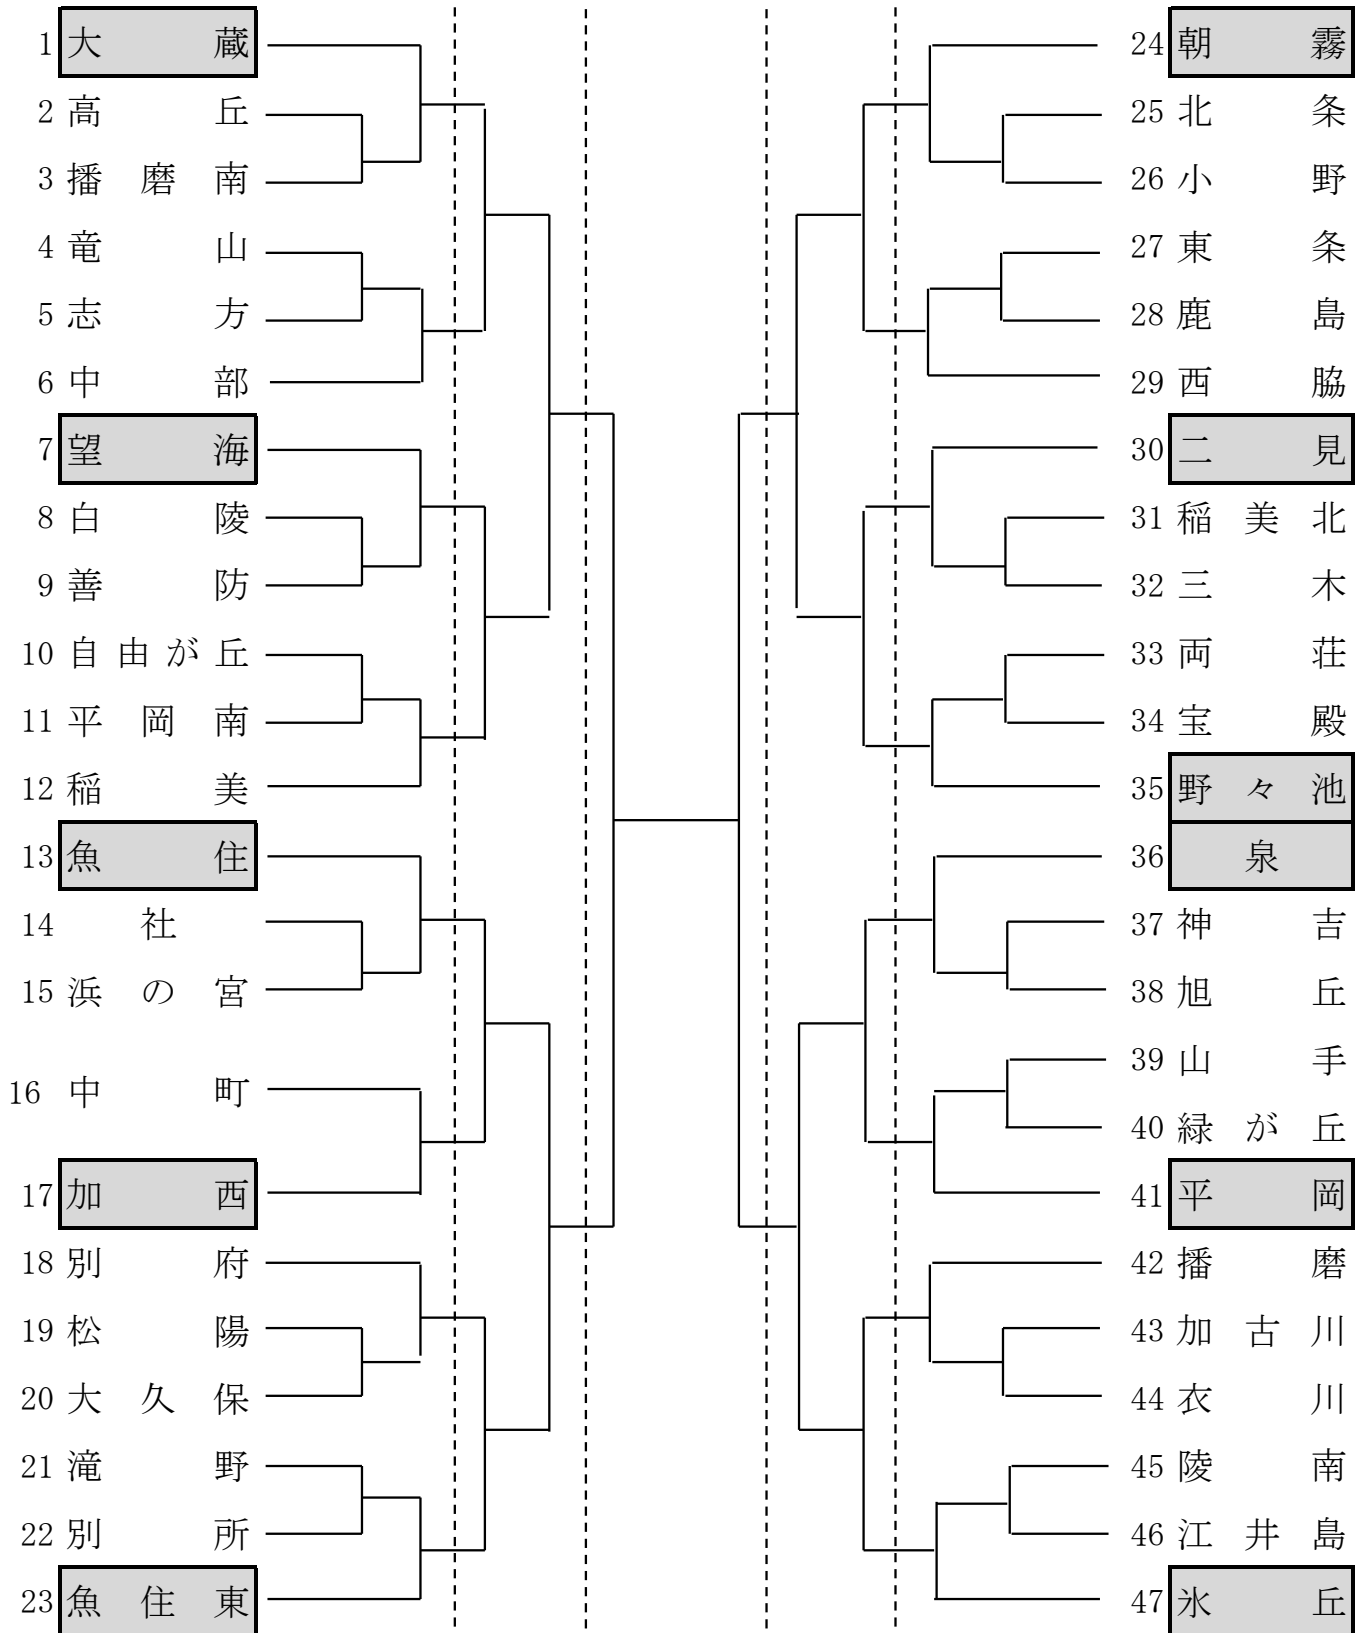 1 大蔵
2 高丘
3 播磨南
4 竜山
5 志方
6 中部
7 望海
8 白陵
9 善防
10 自由が丘
11 平岡南
12 稲美
13 魚住
14 社
15 浜の宮
16 中町
17 加西
18 別府
19 松陽
20 大久保
21 滝野
22 別所
23 魚住東
24 朝霧
25 北条
26 小野
27 東条
28 鹿島
29 西脇
30 二見
31 稲美北
32 三木
33 両荘
34 宝殿
35 野々池
36 泉
37 神吉
38 旭丘
39 山手
40 緑が丘
41 平岡
42 播磨
43 加古川
44 衣川
45 陵南
46 江井島
47 氷丘